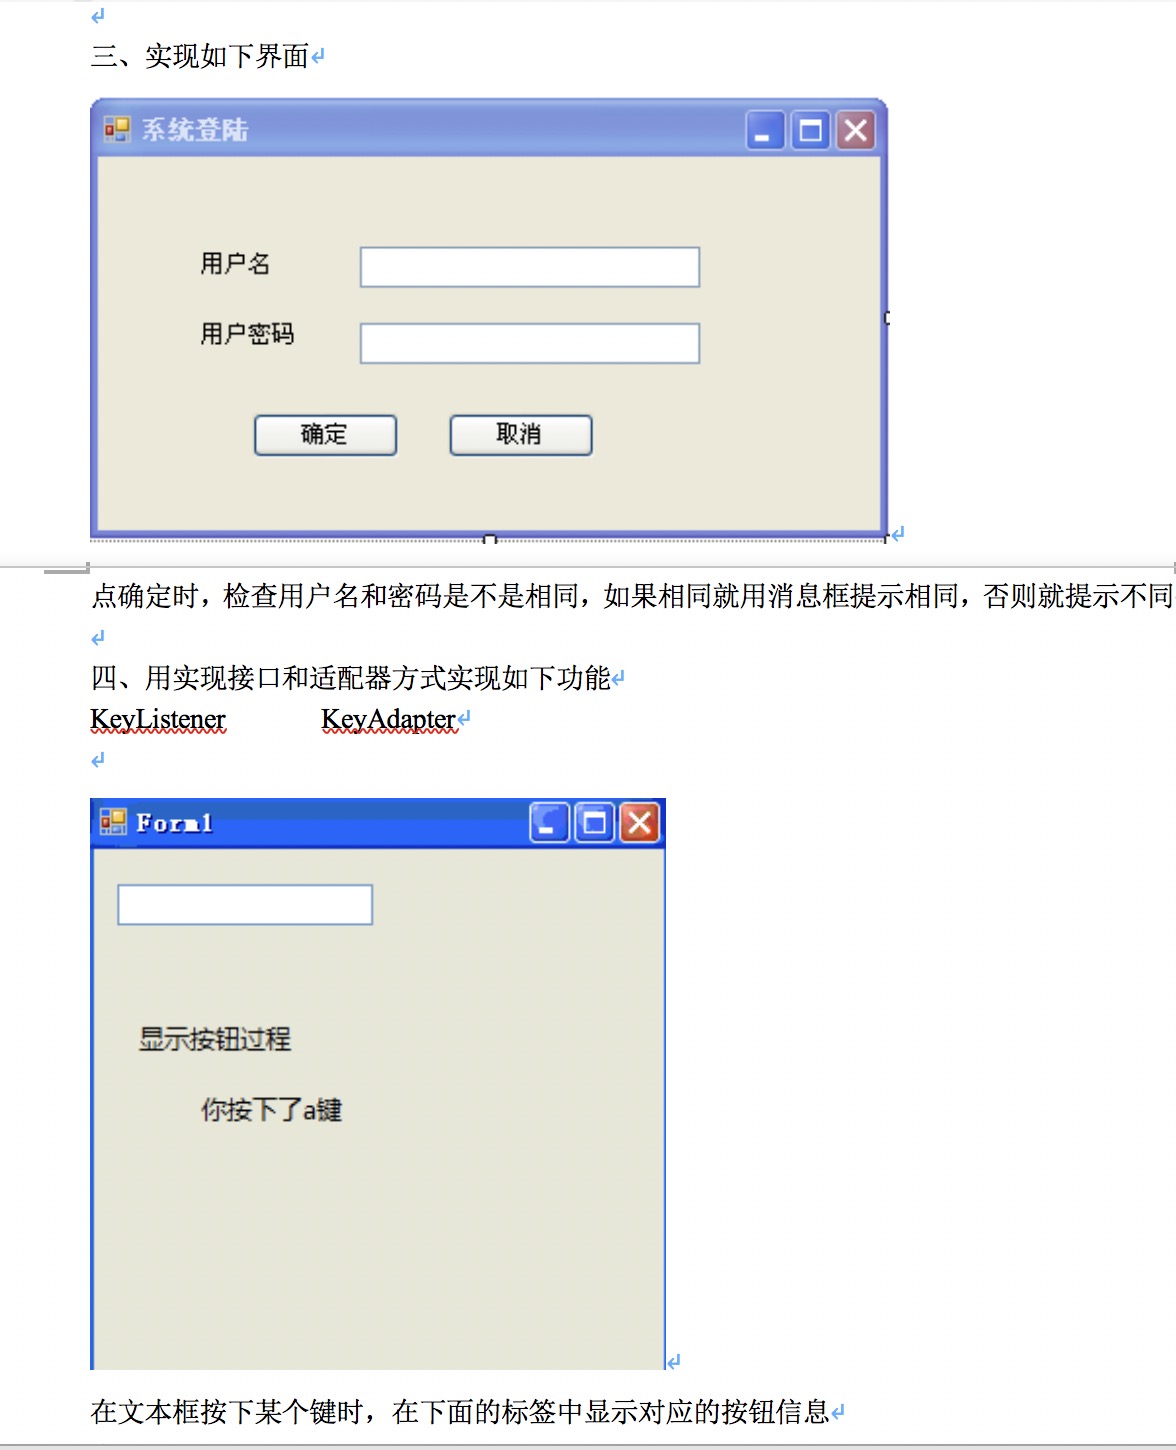 三、实现如下界面
系统登陆
用户名
用户密码
确定 取消
点确定时，检查用户名和密码是不是相同，如果相同就用消息框提示相同，否则就提示不同
四、用实现接口和适配器方式实现如下功能
KeyListener KeyAdapter
Form1
显示按钮过程
你按下了a键
在文本框按下某个键时，在下面的标签中显示对应的按钮信息